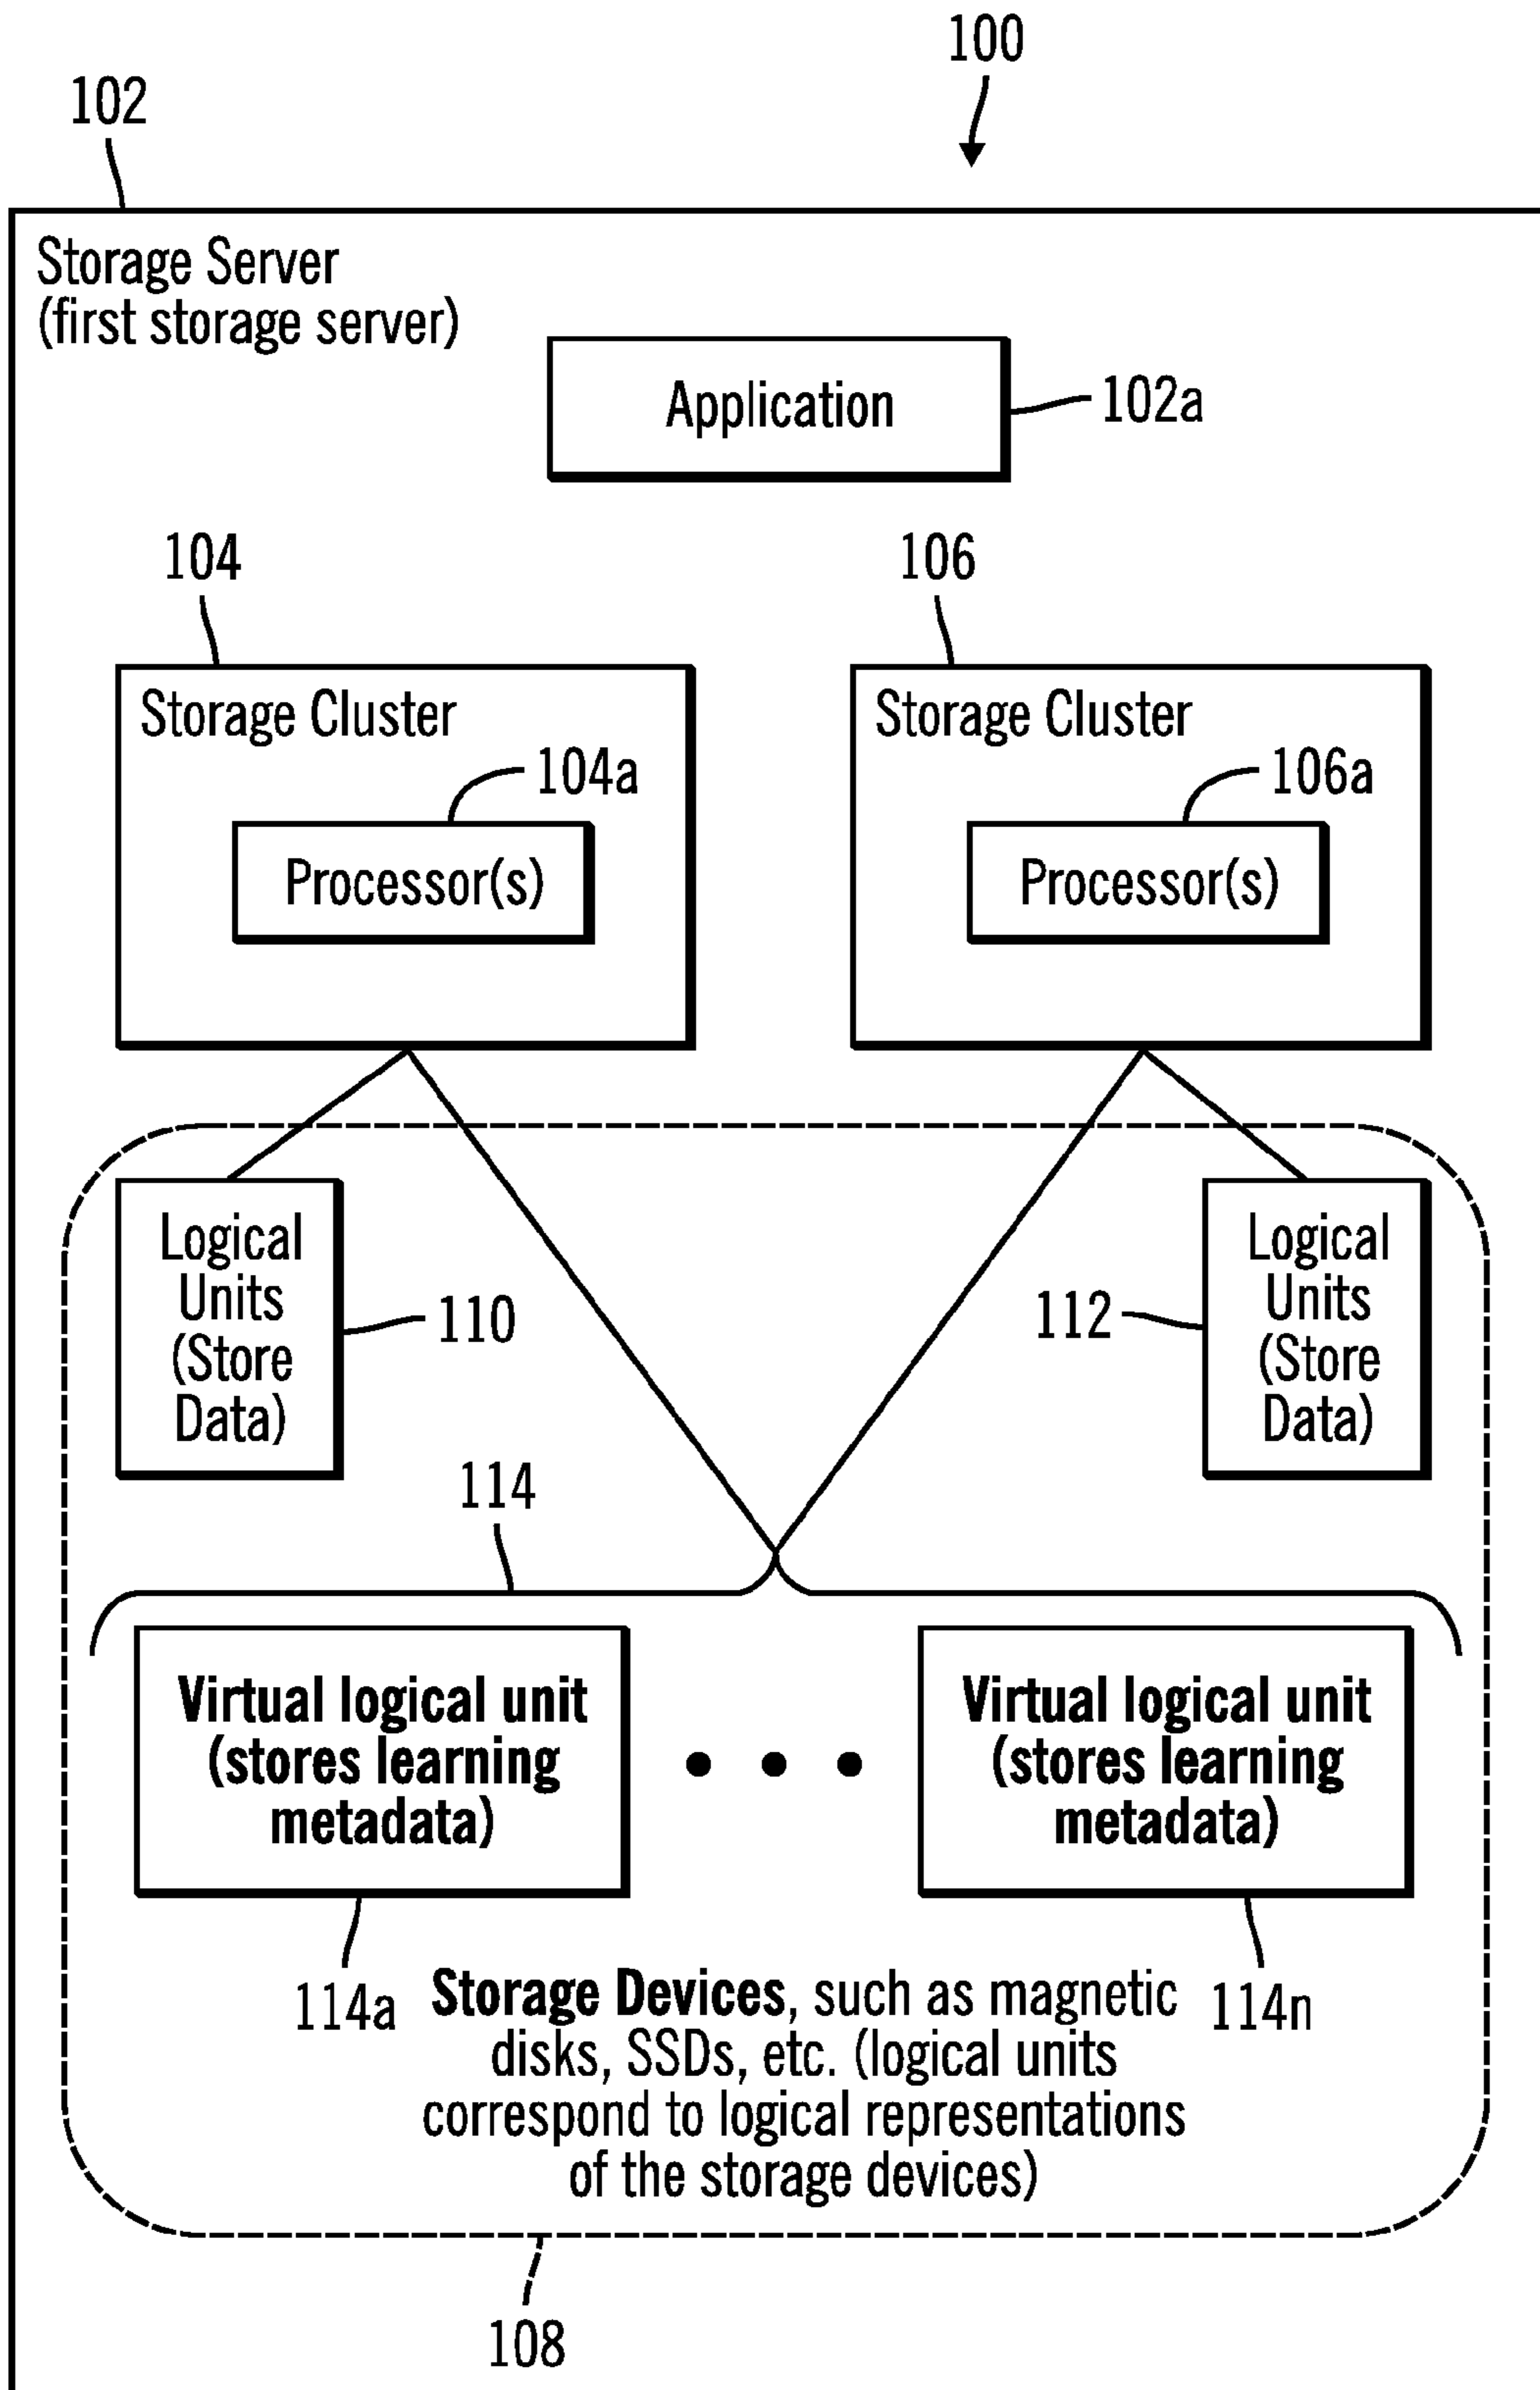 100
102
Storage Server
(first storage server)
Application
102a
104
106
Storage Cluster
Storage Cluster
104a
106a
Processor(s)
Processor(s)
Logical
Units
(Store
Data)
110
112
Logical
Units
(Store
Data)
114
Virtual logical unit
(stores learning
metadata)
Virtual logical unit
(stores learning
metadata)
114a
114n
Storage Devices, such as magnetic
disks, SSDs, etc. (logical units
correspond to logical representations
of the storage devices)
108